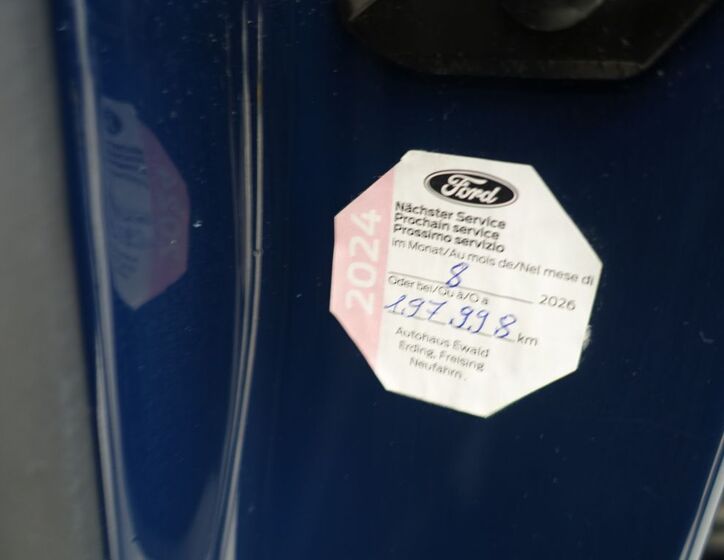 Ford
Nächster Service
Prochain service
Prossimo servizio
im Monat/Au mois de/Nel mese di
8 2026
Oder bei/Ou à/O a
197.998 km
Autohaus Ewald
Erding, Freising
Neufahrn
2024